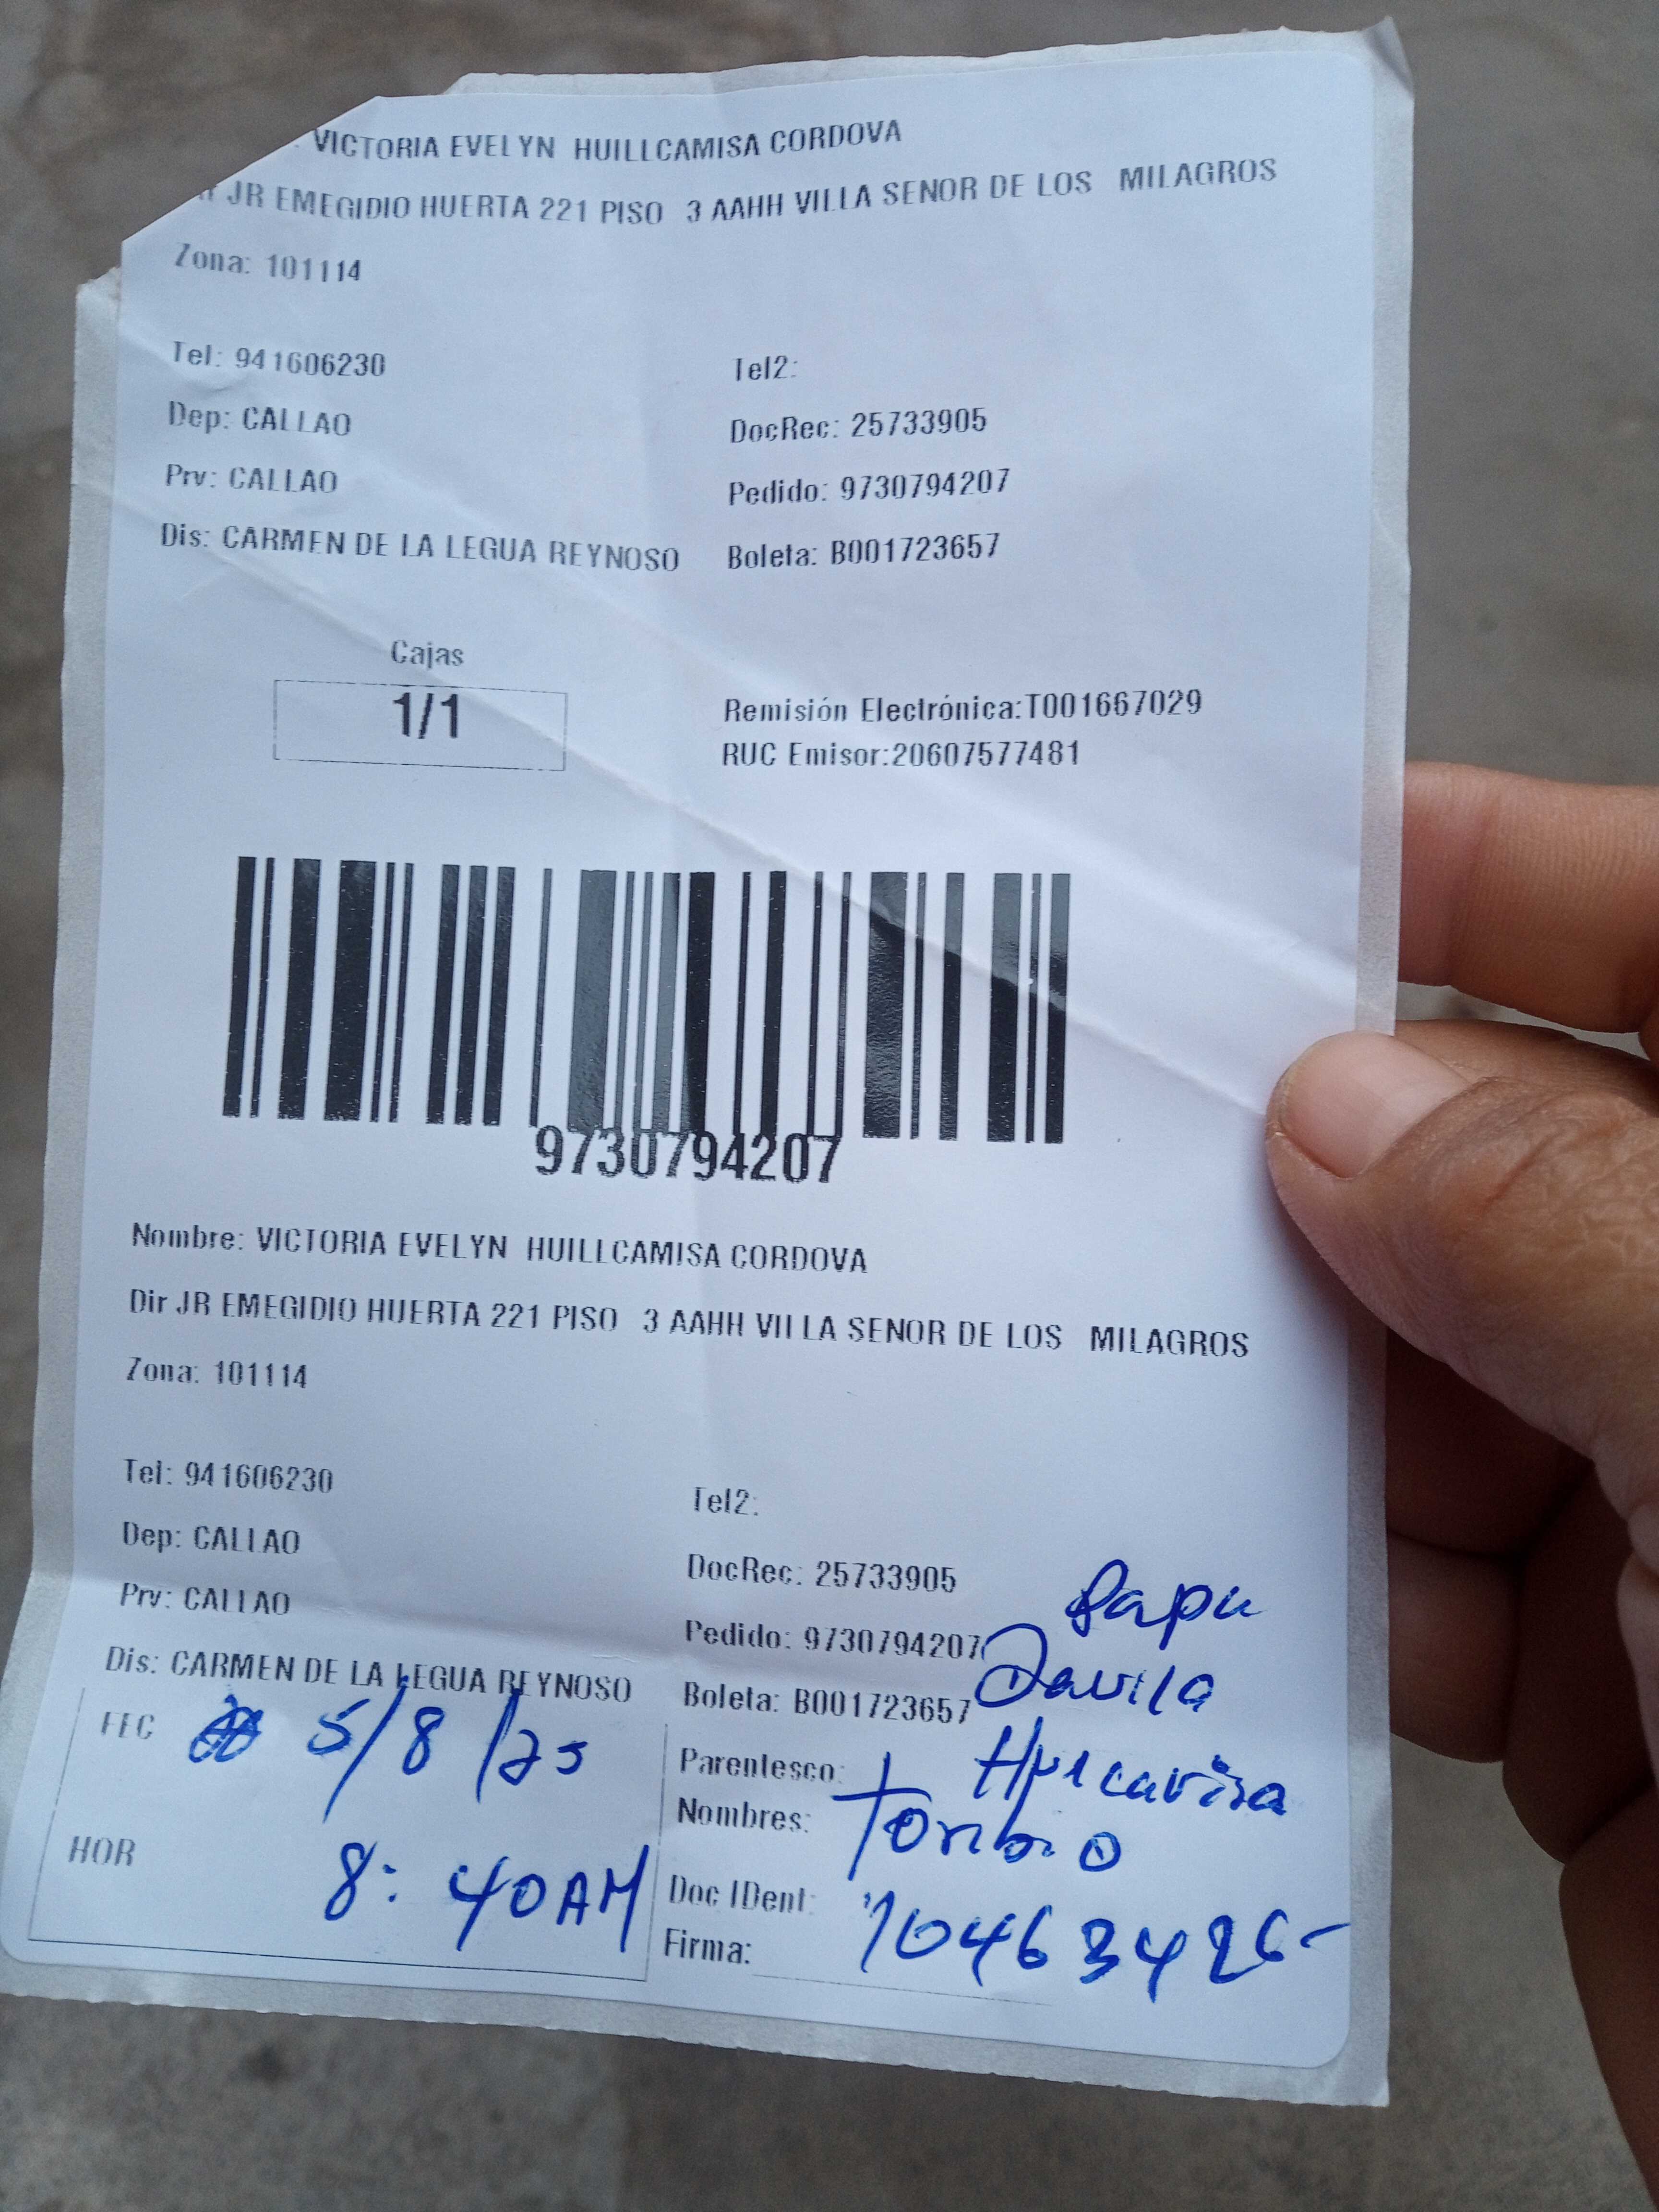 VICTORIA EVELYN HUILLCAMISA CORDOVA
JR EMEGIDIO HUERTA 221 PISO 3 AAHH VILLA SENOR DE LOS MILAGROS
Zona: 101114
Tel: 941606230
Tel2:
Dep: CALLAO
DocRec: 25733905
Prv: CALLAO
Pedido: 9730794207
Dis: CARMEN DE LA LEGUA REYNOSO
Boleta: B001723657
Cajas
1/1
Remisión Electrónica:T001667029
RUC Emisor:20607577481
9730794207
Nombre: VICTORIA EVELYN HUILLCAMISA CORDOVA
Dir JR EMEGIDIO HUERTA 221 PISO 3 AAHH VILLA SENOR DE LOS MILAGROS
Zona: 101114
Tel: 941606230
Tel2:
Dep: CALLAO
DocRec: 25733905
Prv: CALLAO
Pedido: 9730794207
Dis: CARMEN DE LA LEGUA REYNOSO
Boleta: B001723657
Davila
FEC 5/8/25
Parentesco:
Nombres: Toribio
HOR 8:40AM
Doc IDent: 70463426
Firma: